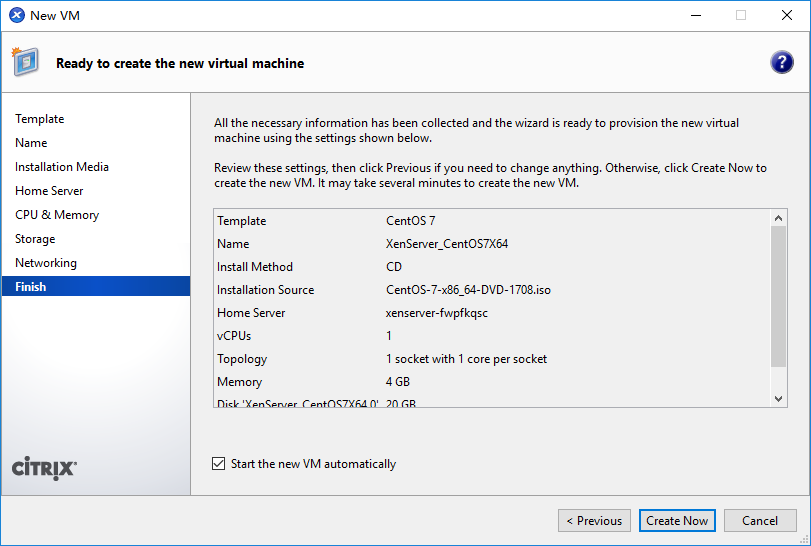 New VM
Ready to create the new virtual machine
?
Template
Name
Installation Media
Home Server
CPU & Memory
Storage
Networking
Finish
CITRIX
All the necessary information has been collected and the wizard is ready to provision the new virtual
machine using the settings shown below.
Review these settings, then click Previous if you need to change anything. Otherwise, click Create Now to
create the new VM. It may take several minutes to create the new VM.
Template CentOS 7
Name XenServer_CentOS7X64
Install Method CD
Installation Source CentOS-7-x86_64-DVD-1708.iso
Home Server xenserver-fwpfkqsc
vCPUs 1
Topology 1 socket with 1 core per socket
Memory 4 GB
Disk 'XenServer_CentOS7X64 0' 20 GB
Start the new VM automatically
< Previous Create Now Cancel